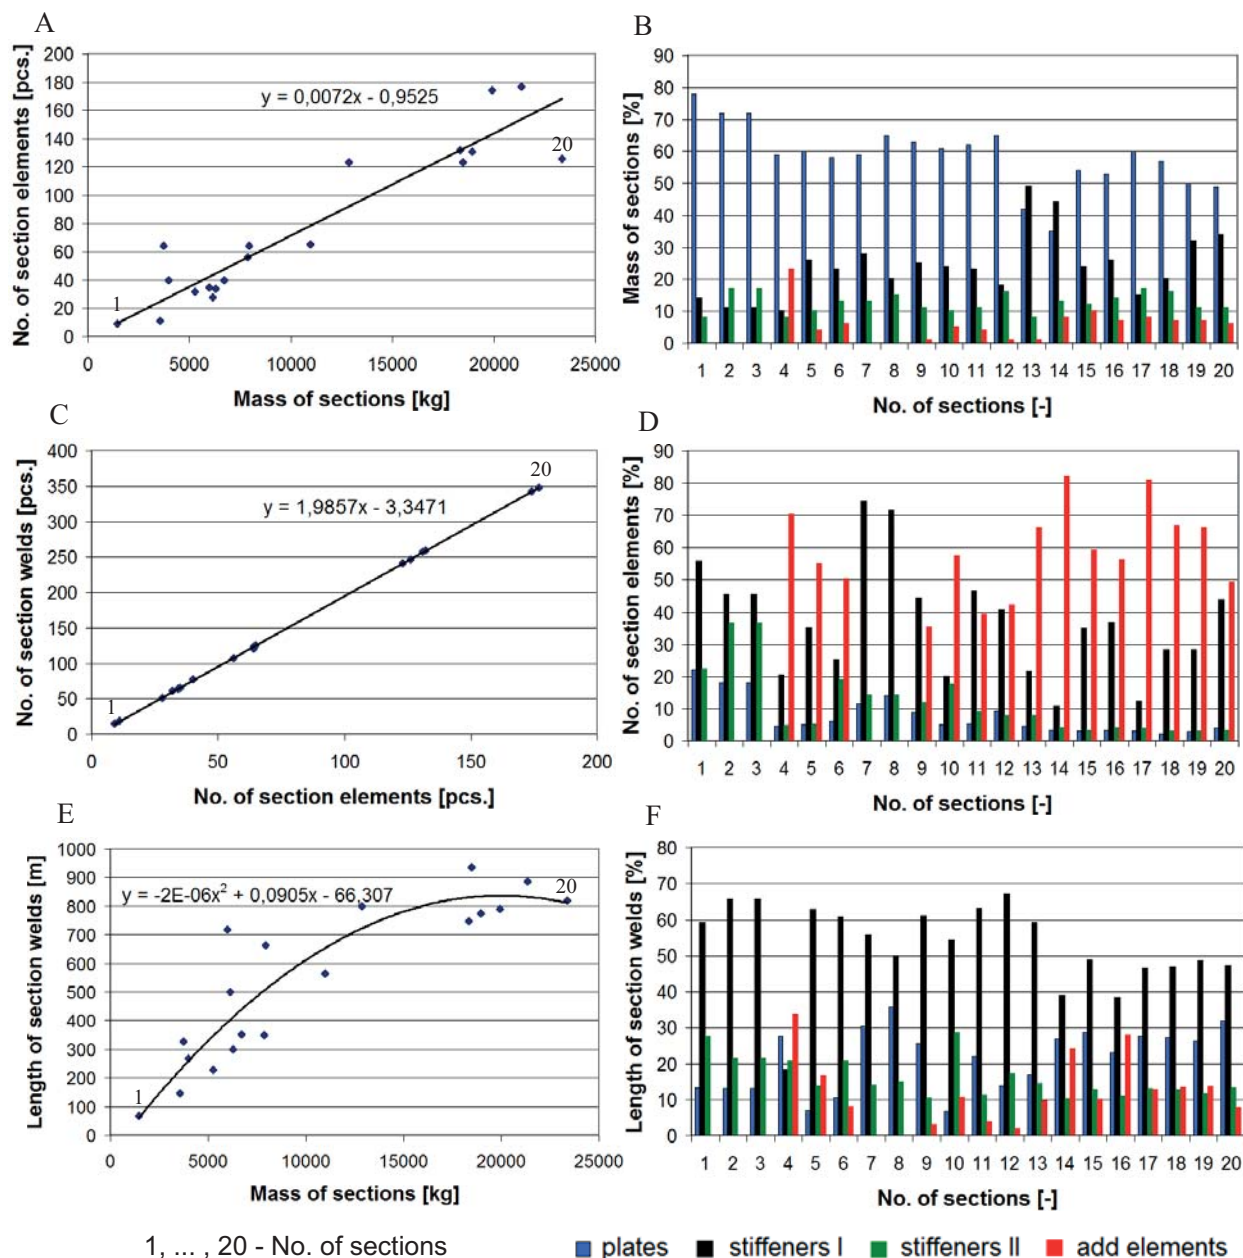 A
No. of section elements [pcs.]
200
180
160
140
120
100
80
60
40
20
0
y = 0,0072x - 0,9525
20
1
0 5000 10000 15000 20000 25000
Mass of sections [kg]
B
Mass of sections [%]
90
80
70
60
50
40
30
20
10
0
1 2 3 4 5 6 7 8 9 10 11 12 13 14 15 16 17 18 19 20
No. of sections [-]
C
No. of section welds [pcs.]
400
350
300
250
200
150
100
50
0
y = 1,9857x - 3,3471
20
1
0 50 100 150 200
No. of section elements [pcs.]
D
No. of section elements [%]
90
80
70
60
50
40
30
20
10
0
1 2 3 4 5 6 7 8 9 10 11 12 13 14 15 16 17 18 19 20
No. of sections [-]
E
Length of section welds [m]
1000
900
800
700
600
500
400
300
200
100
0
y = -2E-06x² + 0,0905x - 66,307
20
1
0 5000 10000 15000 20000 25000
Mass of sections [kg]
F
Length of section welds [%]
80
70
60
50
40
30
20
10
0
1 2 3 4 5 6 7 8 9 10 11 12 13 14 15 16 17 18 19 20
No. of sections [-]
1, ... , 20 - No. of sections
plates stiffeners I stiffeners II add elements